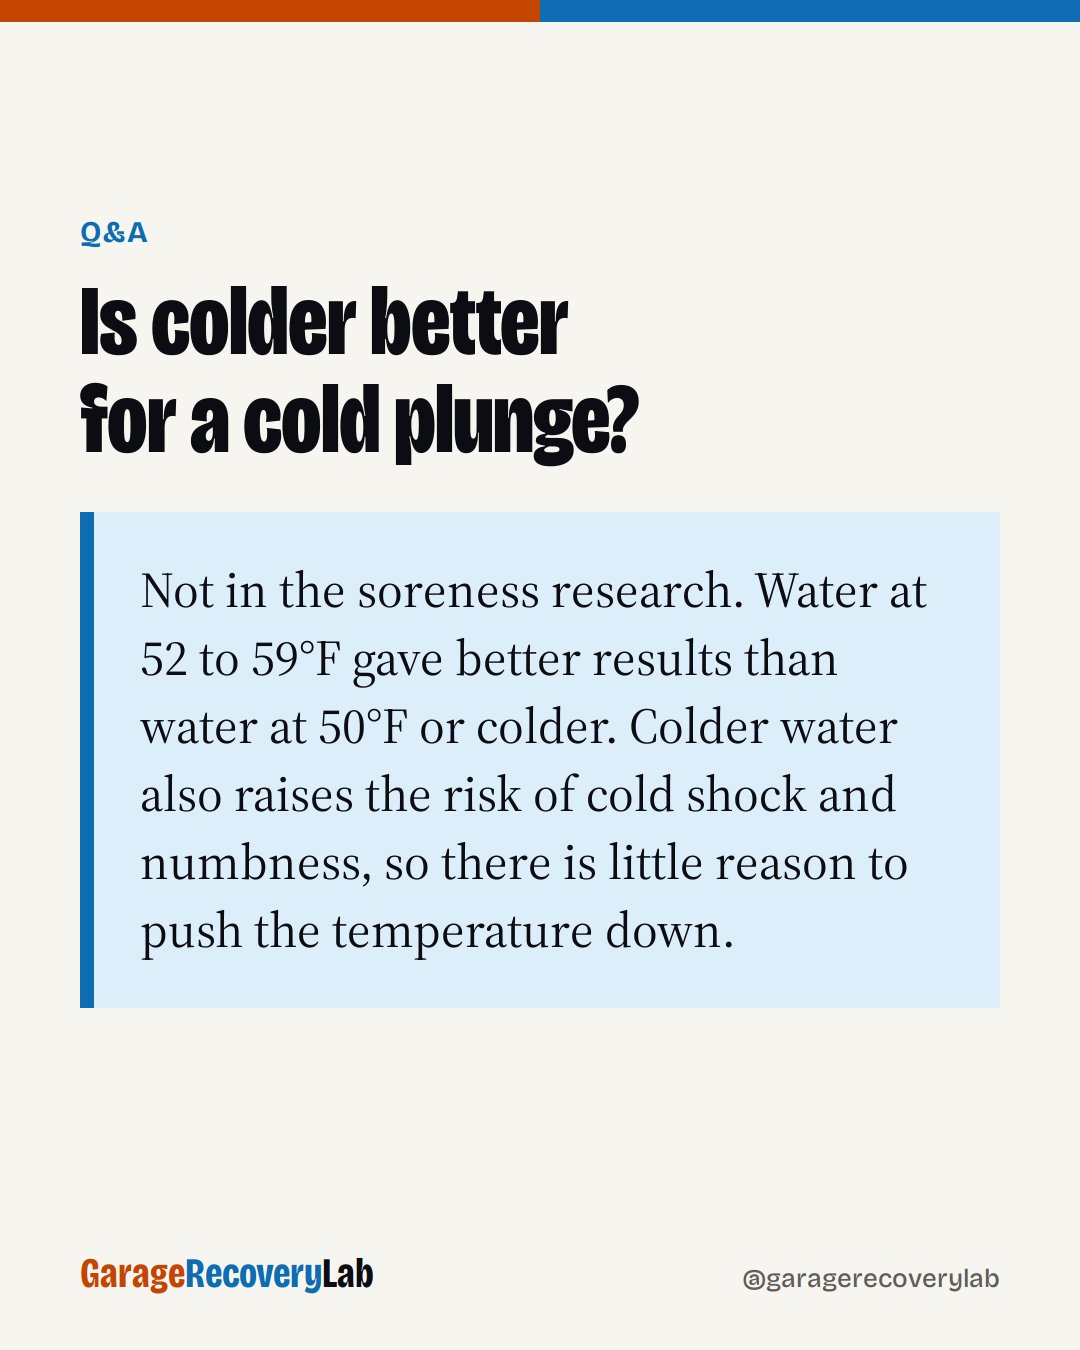 Q&A
Is colder better
for a cold plunge?
Not in the soreness research. Water at
52 to 59°F gave better results than
water at 50°F or colder. Colder water
also raises the risk of cold shock and
numbness, so there is little reason to
push the temperature down.
GarageRecoveryLab
@garagerecoverylab